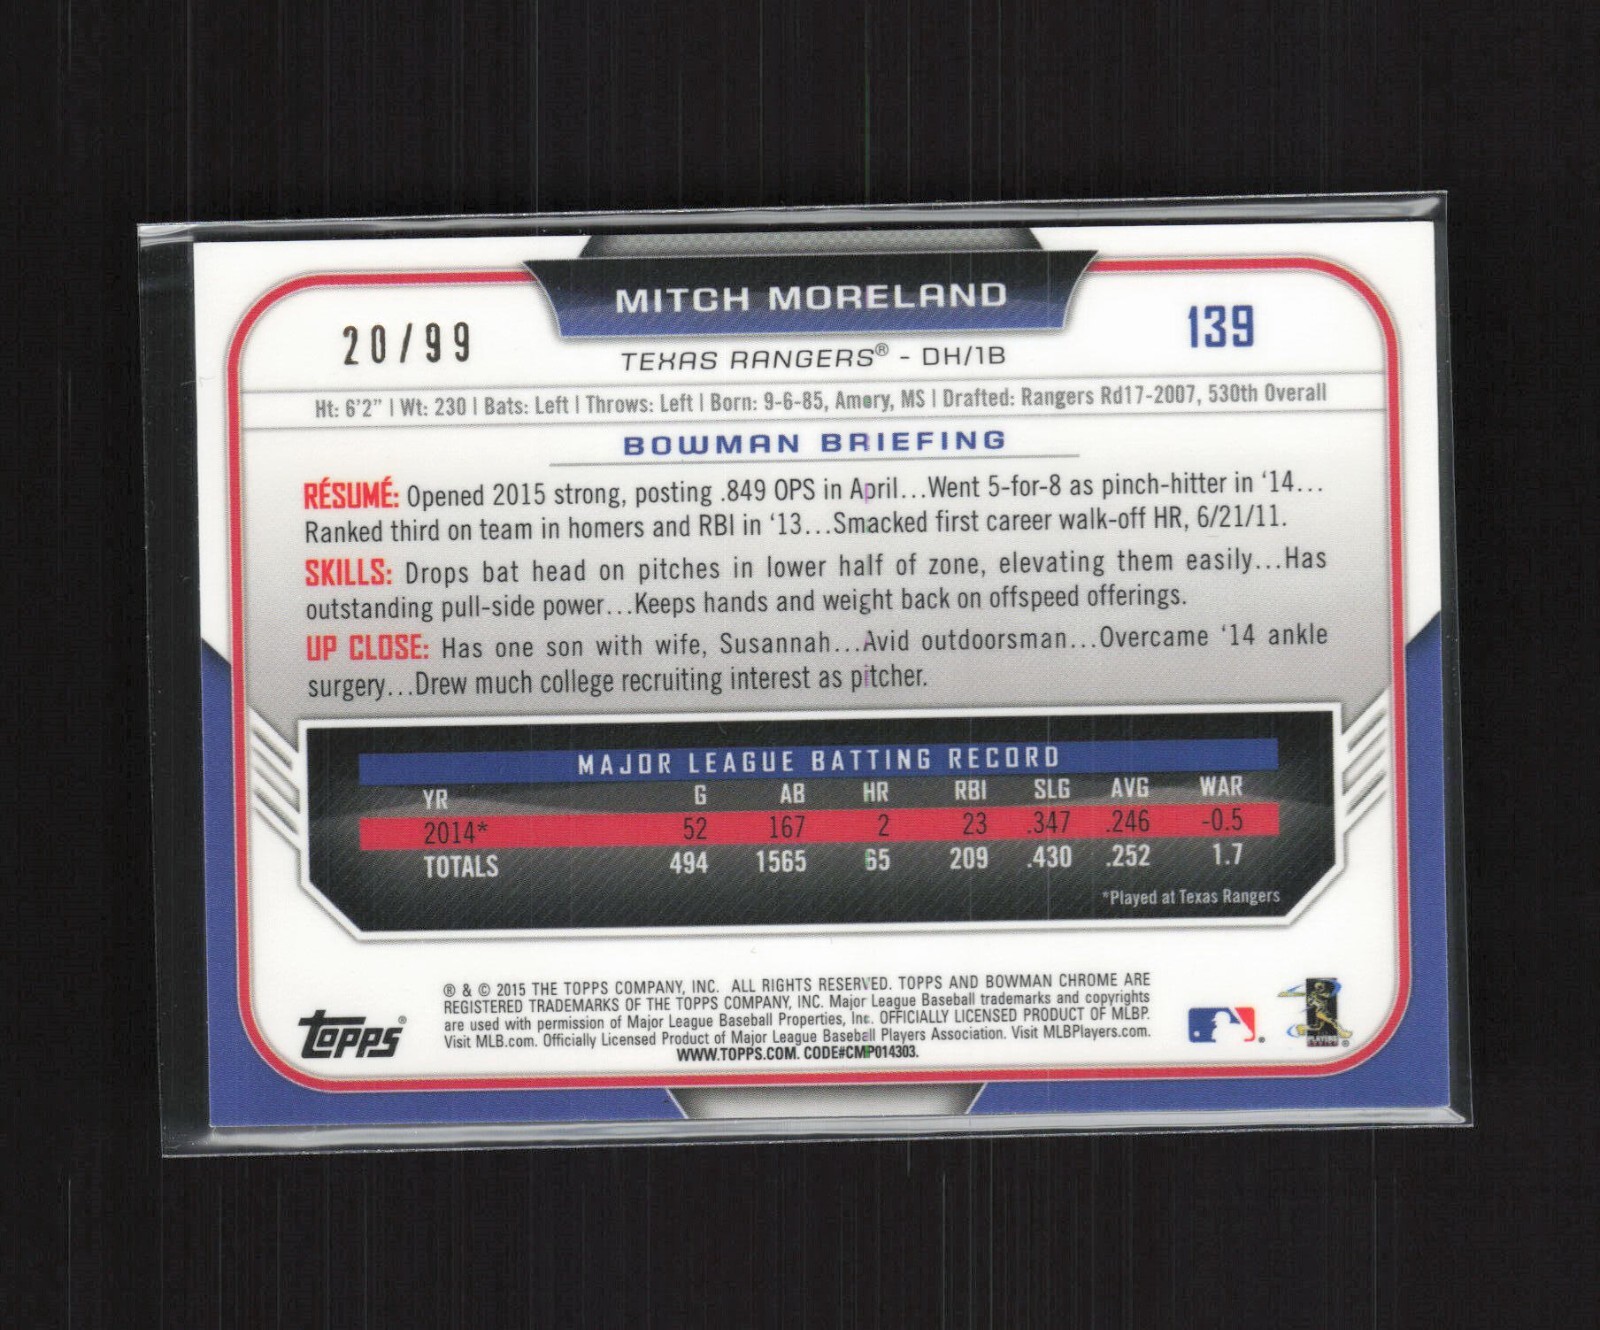 MITCH MORELAND
20/99
139
TEXAS RANGERS® - DH/1B
Ht: 6'2" | Wt: 230 | Bats: Left | Throws: Left | Born: 9-6-85, Amory, MS | Drafted: Rangers Rd17-2007, 530th Overall
BOWMAN BRIEFING
RÉSUMÉ: Opened 2015 strong, posting .849 OPS in April...Went 5-for-8 as pinch-hitter in '14...
Ranked third on team in homers and RBI in '13...Smacked first career walk-off HR, 6/21/11.
SKILLS: Drops bat head on pitches in lower half of zone, elevating them easily...Has
outstanding pull-side power...Keeps hands and weight back on offspeed offerings.
UP CLOSE: Has one son with wife, Susannah...Avid outdoorsman...Overcame '14 ankle
surgery...Drew much college recruiting interest as pitcher.
MAJOR LEAGUE BATTING RECORD
YR G AB HR RBI SLG AVG WAR
2014* 52 167 2 23 .347 .246 -0.5
TOTALS 494 1565 65 209 .430 .252 1.7
*Played at Texas Rangers
® & © 2015 THE TOPPS COMPANY, INC. ALL RIGHTS RESERVED. TOPPS AND BOWMAN CHROME ARE
REGISTERED TRADEMARKS OF THE TOPPS COMPANY, INC. Major League Baseball trademarks and copyrights
are used with permission of Major League Baseball Properties, Inc. OFFICIALLY LICENSED PRODUCT OF MLBP.
Visit MLB.com. Officially Licensed Product of Major League Baseball Players Association. Visit MLBPlayers.com.
WWW.TOPPS.COM. CODE#CMP014303.
Topps®
PLAYERS